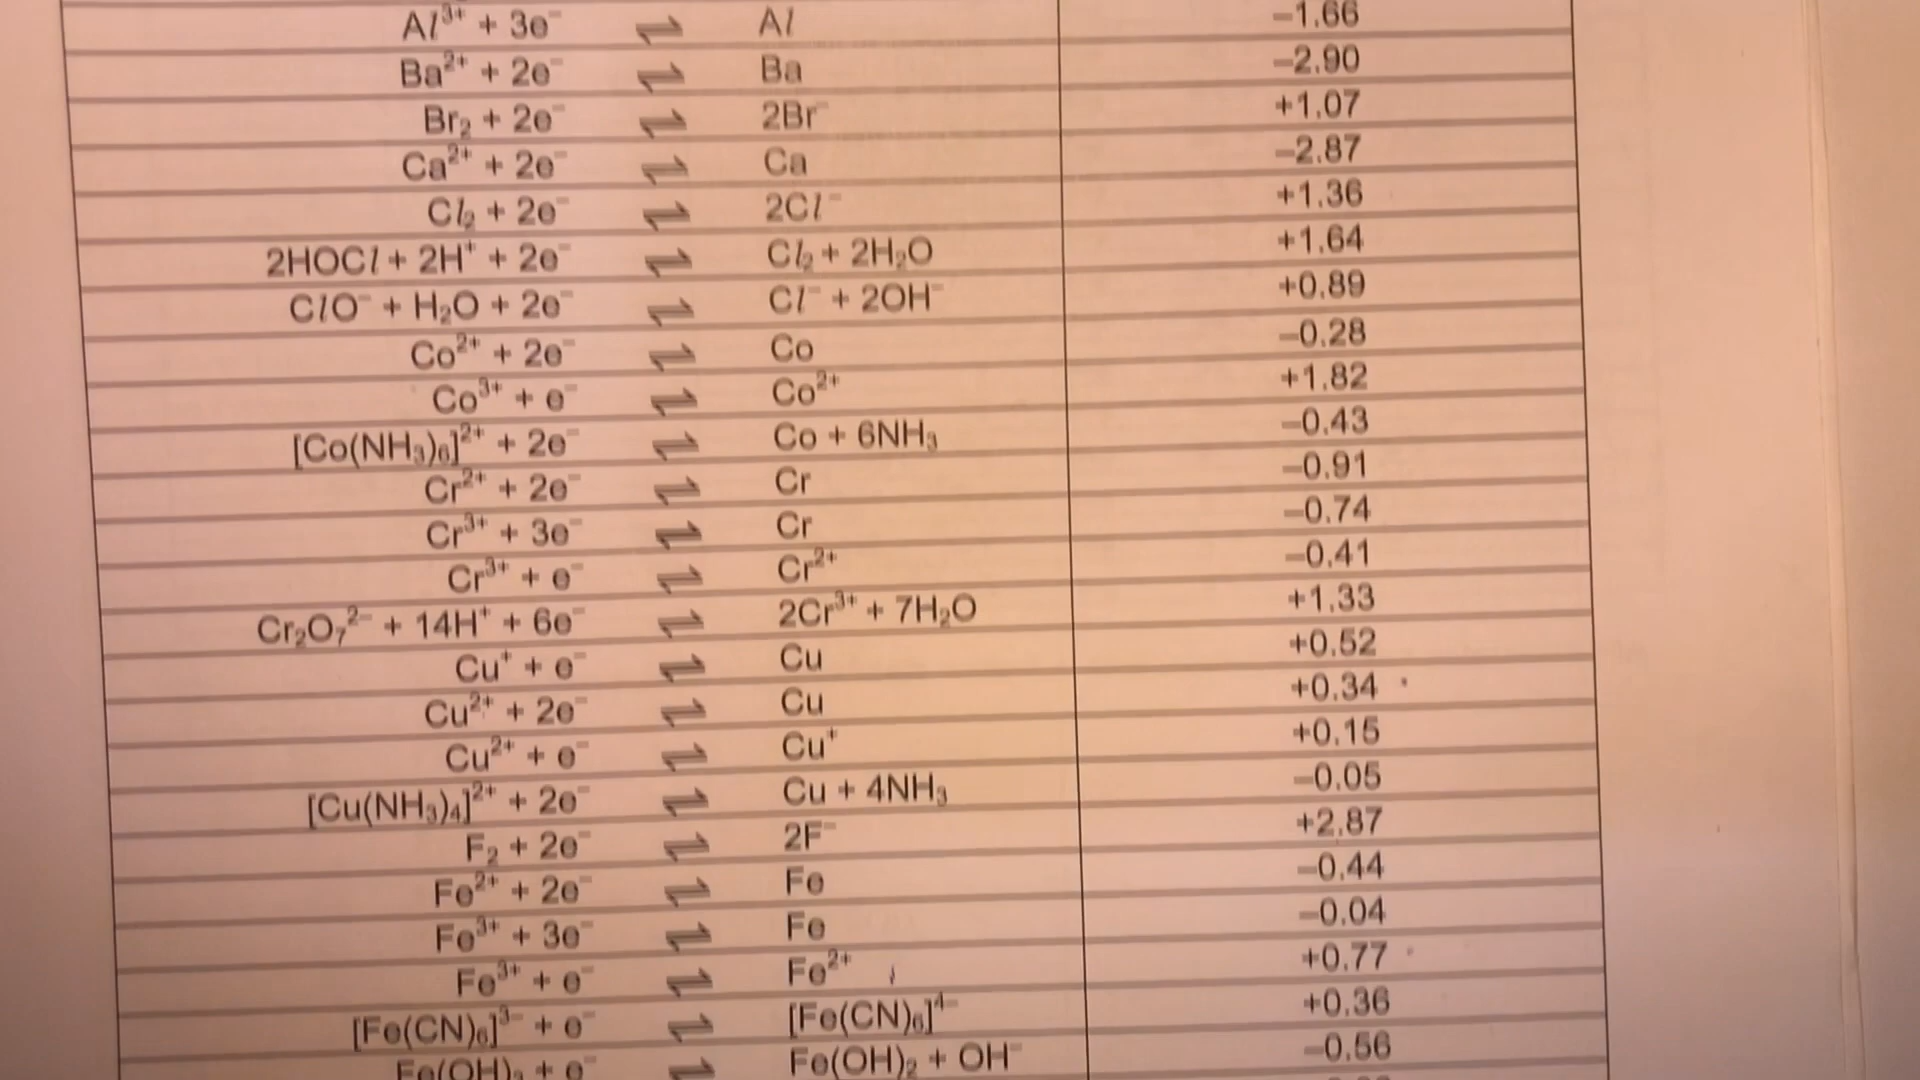 Al³⁺ + 3e⁻ ⇌ Al −1.66
Ba²⁺ + 2e⁻ ⇌ Ba −2.90
Br₂ + 2e⁻ ⇌ 2Br⁻ +1.07
Ca²⁺ + 2e⁻ ⇌ Ca −2.87
Cl₂ + 2e⁻ ⇌ 2Cl⁻ +1.36
2HOCl + 2H⁺ + 2e⁻ ⇌ Cl₂ + 2H₂O +1.64
ClO⁻ + H₂O + 2e⁻ ⇌ Cl⁻ + 2OH⁻ +0.89
Co²⁺ + 2e⁻ ⇌ Co −0.28
Co³⁺ + e⁻ ⇌ Co²⁺ +1.82
[Co(NH₃)₆]²⁺ + 2e⁻ ⇌ Co + 6NH₃ −0.43
Cr²⁺ + 2e⁻ ⇌ Cr −0.91
Cr³⁺ + 3e⁻ ⇌ Cr −0.74
Cr³⁺ + e⁻ ⇌ Cr²⁺ −0.41
Cr₂O₇²⁻ + 14H⁺ + 6e⁻ ⇌ 2Cr³⁺ + 7H₂O +1.33
Cu⁺ + e⁻ ⇌ Cu +0.52
Cu²⁺ + 2e⁻ ⇌ Cu +0.34
Cu²⁺ + e⁻ ⇌ Cu⁺ +0.15
[Cu(NH₃)₄]²⁺ + 2e⁻ ⇌ Cu + 4NH₃ −0.05
F₂ + 2e⁻ ⇌ 2F⁻ +2.87
Fe²⁺ + 2e⁻ ⇌ Fe −0.44
Fe³⁺ + 3e⁻ ⇌ Fe −0.04
Fe³⁺ + e⁻ ⇌ Fe²⁺ +0.77
[Fe(CN)₆]³⁻ + e⁻ ⇌ [Fe(CN)₆]⁴⁻ +0.36
Fe(OH)₃ + e⁻ ⇌ Fe(OH)₂ + OH⁻ −0.56